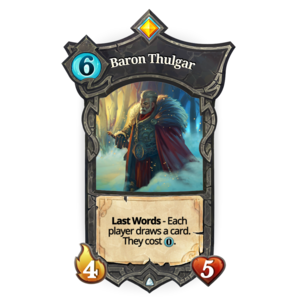 6
Baron Thulgar
Last Words - Each
player draws a card.
They cost 0.
4
5